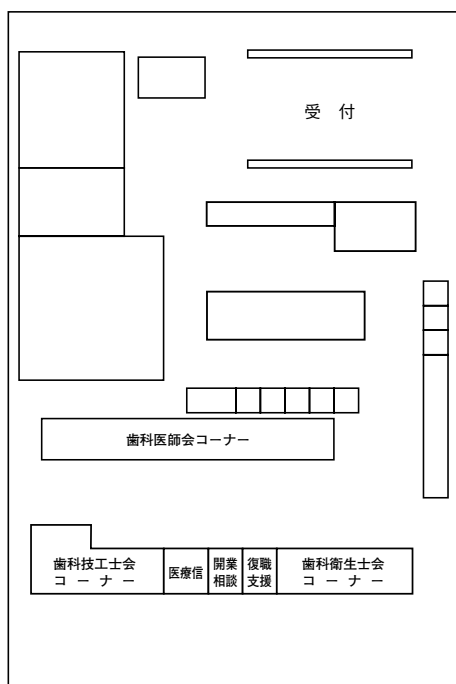 受 付
歯科医師会コーナー
歯科技工士会
コ ー ナ ー
医療信
開業
相談
復職
支援
歯科衛生士会
コ ー ナ ー